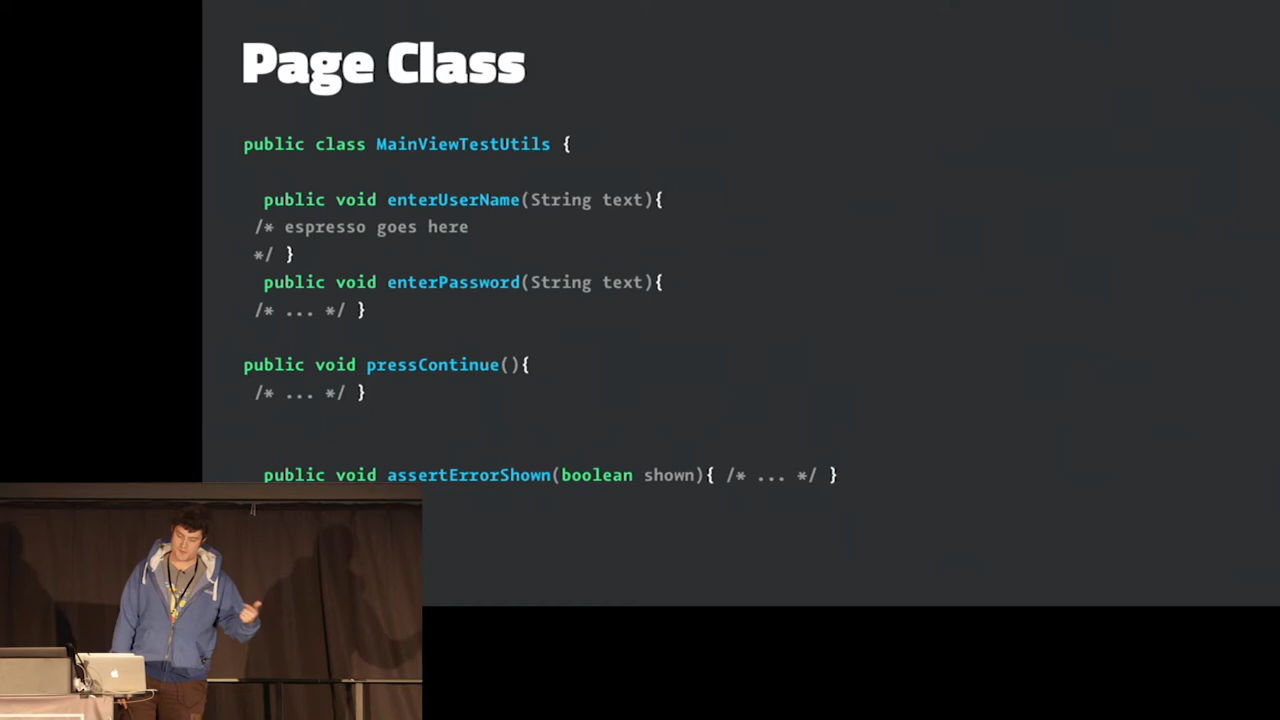 Page Class
public class MainViewTestUtils {
public void enterUserName(String text){
/* espresso goes here
*/ }
public void enterPassword(String text){
/* ... */ }
public void pressContinue(){
/* ... */ }
public void assertErrorShown(boolean shown){ /* ... */ }